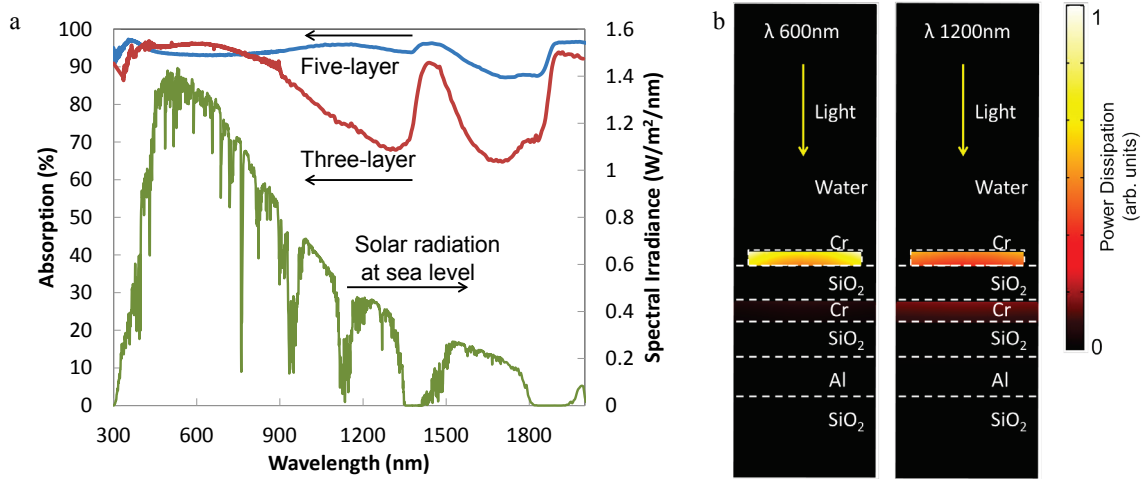 a
100
90
80
70
60
50
40
30
20
10
0
Absorption (%)
Five-layer
Three-layer
Solar radiation
at sea level
1.6
1.4
1.2
1
0.8
0.6
0.4
0.2
0
Spectral Irradiance (W/m²/nm)
300 600 900 1200 1500 1800
Wavelength (nm)
b
λ 600nm
Light
Water
Cr
SiO₂
Cr
SiO₂
Al
SiO₂
λ 1200nm
Light
Water
Cr
SiO₂
Cr
SiO₂
Al
SiO₂
1
0
Power Dissipation
(arb. units)